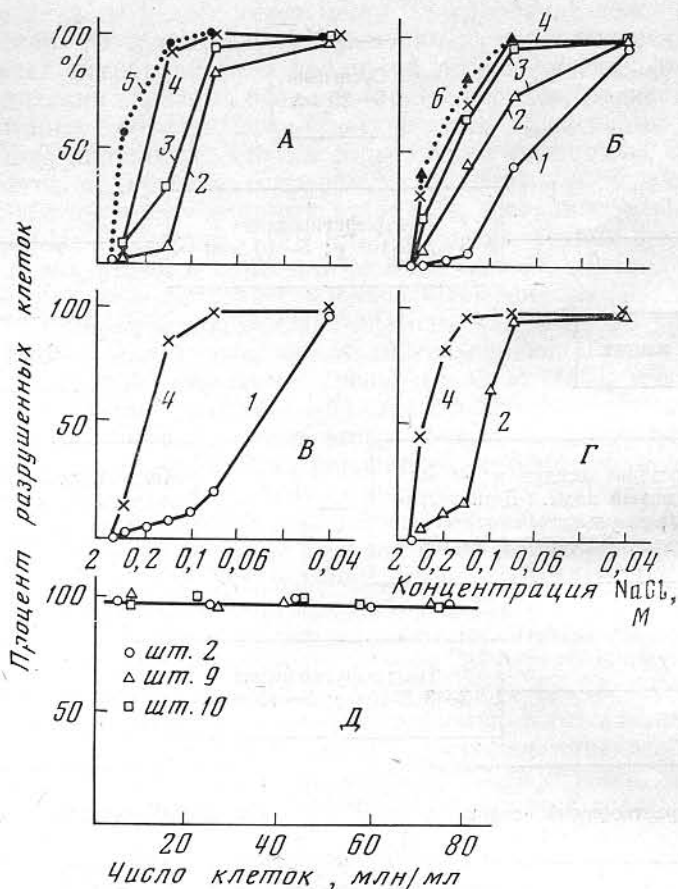 100
%
50
5
4
3
2
А
6
4
3
2
1
Б
Процент разрушенных клеток
100
50
4
1
В
4
2
Г
2 0,2 0,1 0,06 0,04
2 0,2 0,1 0,06 0,04
Концентрация NaCl,
М
100
50
шт. 2
шт. 9
шт. 10
Д
20 40 60 80
Число клеток, млн/мл